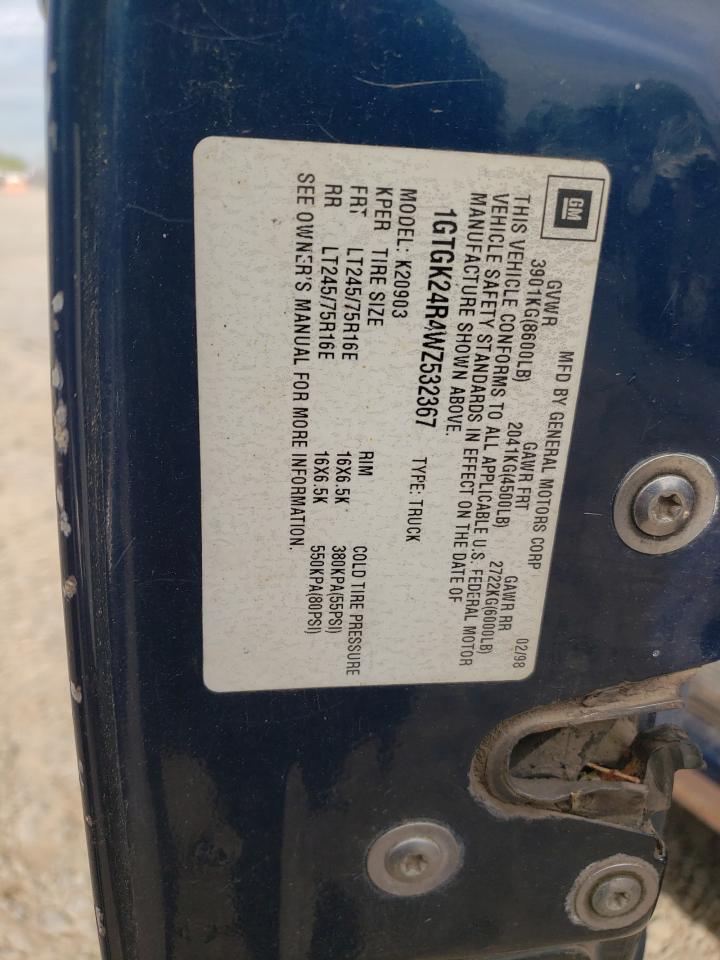 GM
MFD BY GENERAL MOTORS CORP 02/98
GVWR GAWR FRT GAWR RR
3901KG(8600LB) 2041KG(4500LB) 2722KG(6000LB)
THIS VEHICLE CONFORMS TO ALL APPLICABLE U.S. FEDERAL MOTOR
VEHICLE SAFETY STANDARDS IN EFFECT ON THE DATE OF
MANUFACTURE SHOWN ABOVE.
1GTGK24R4WZ532367 TYPE: TRUCK
MODEL: K20903
KPER TIRE SIZE RIM COLD TIRE PRESSURE
FRT LT245/75R16E 16X6.5K 380KPA(55PSI)
RR LT245/75R16E 16X6.5K 550KPA(80PSI)
SEE OWNER'S MANUAL FOR MORE INFORMATION.